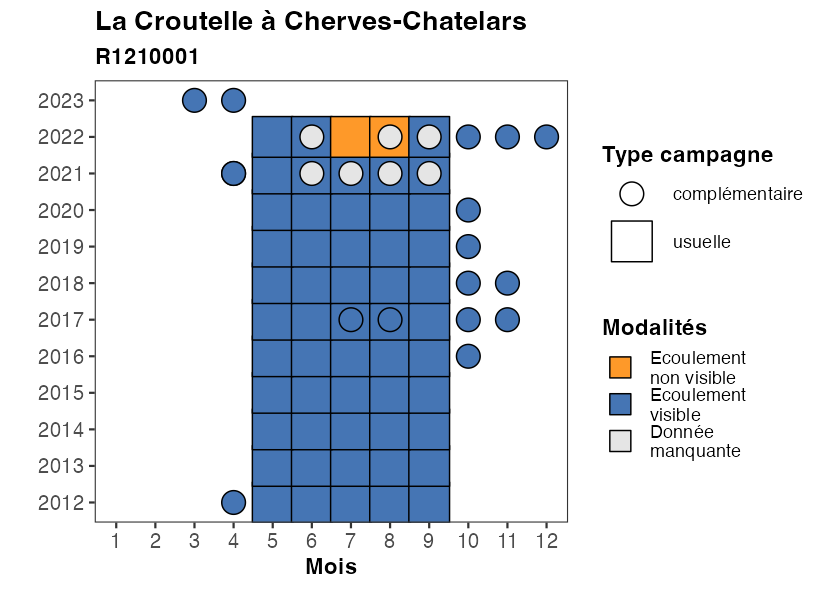 La Croutelle à Cherves-Chatelars
R1210001
2023
2022
2021
2020
2019
2018
2017
2016
2015
2014
2013
2012
1 2 3 4 5 6 7 8 9 10 11 12
Mois
Type campagne
complémentaire
usuelle
Modalités
Ecoulement
non visible
Ecoulement
visible
Donnée
manquante